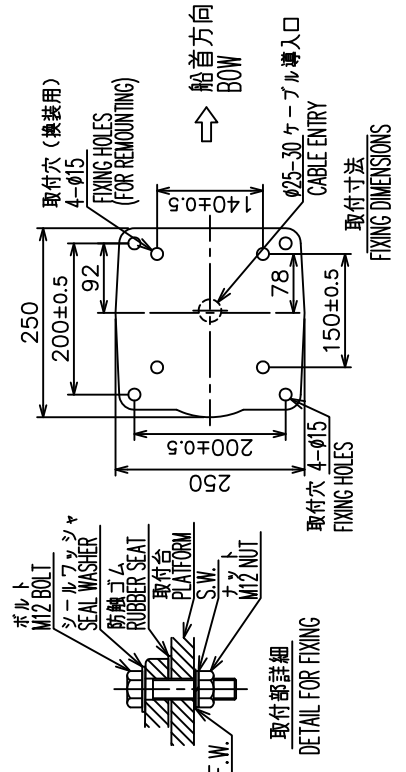 ボルト
M12 BOLT
シールワッシャ
SEAL WASHER
防触ゴム
RUBBER SEAT
取付台
PLATFORM
S.W.
ナット
M12 NUT
F.W.
取付部詳細
DETAIL FOR FIXING
250
200±0.5
92
取付穴 (換装用)
4-φ15
FIXING HOLES
(FOR REMOUNTING)
船首方向
BOW
250
200±0.5
140±0.5
φ25-30 ケーブル導入口
CABLE ENTRY
78
150±0.5
取付穴 4-φ15
FIXING HOLES
取付寸法
FIXING DIMENSIONS